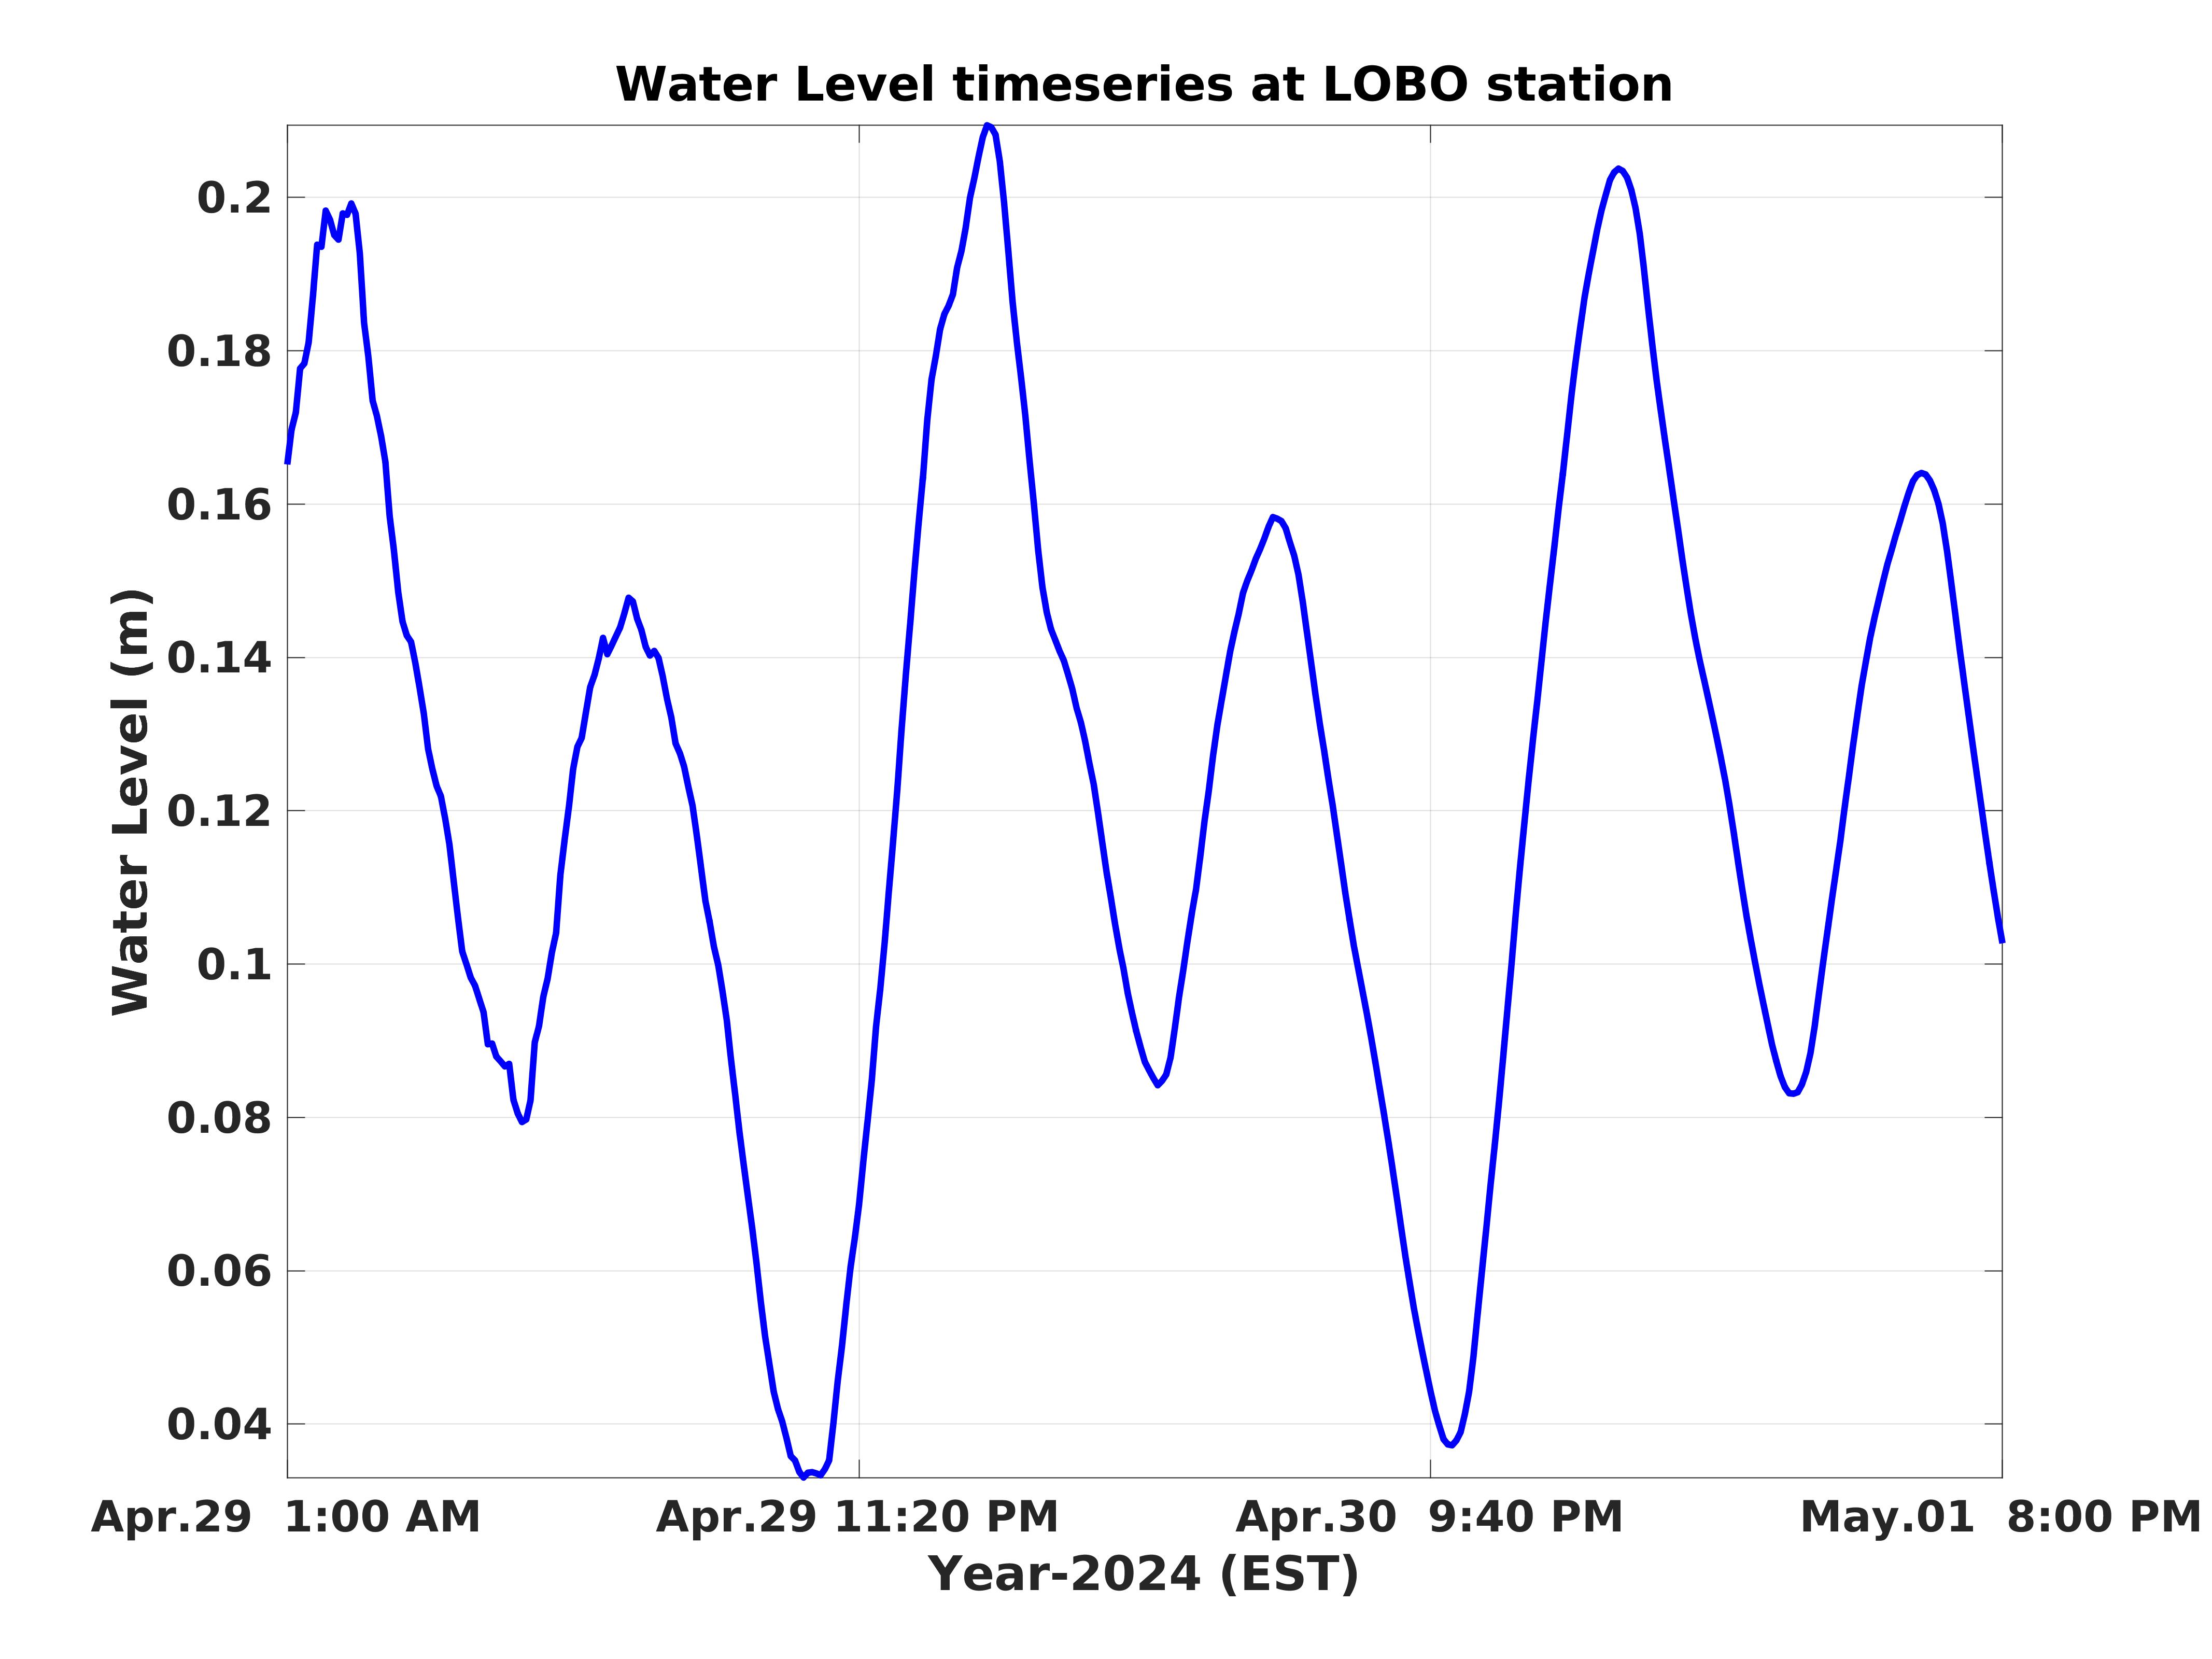 Water Level timeseries at LOBO station
Water Level (m)
0.2
0.18
0.16
0.14
0.12
0.1
0.08
0.06
0.04
Apr.29  1:00 AM
Apr.29 11:20 PM
Apr.30  9:40 PM
May.01  8:00 PM
Year-2024 (EST)